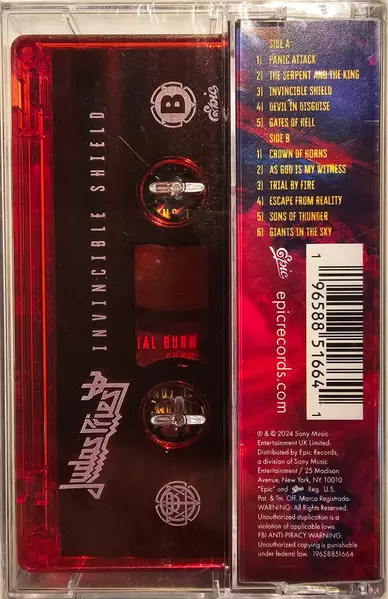 INVINCIBLE SHIELD
Judas Priest
B
Epic
TAL BURN
SIDE A
1) PANIC ATTACK
2) THE SERPENT AND THE KING
3) INVINCIBLE SHIELD
4) DEVIL IN DISGUISE
5) GATES OF HELL
SIDE B
1) CROWN OF HORNS
2) AS GOD IS MY WITNESS
3) TRIAL BY FIRE
4) ESCAPE FROM REALITY
5) SONS OF THUNDER
6) GIANTS IN THE SKY
Epic
epicrecords.com
1 96588 51664 1
℗ & © 2024 Sony Music
Entertainment UK Limited.
Distributed by Epic Records,
a division of Sony Music
Entertainment / 25 Madison
Avenue, New York, NY 10010
"Epic" and Epic Reg. U.S.
Pat. & Tm. Off. Marca Registrada.
WARNING: All Rights Reserved.
Unauthorized duplication is a
violation of applicable laws.
FBI ANTI-PIRACY WARNING:
Unauthorized copying is punishable
under federal law. 19658851664